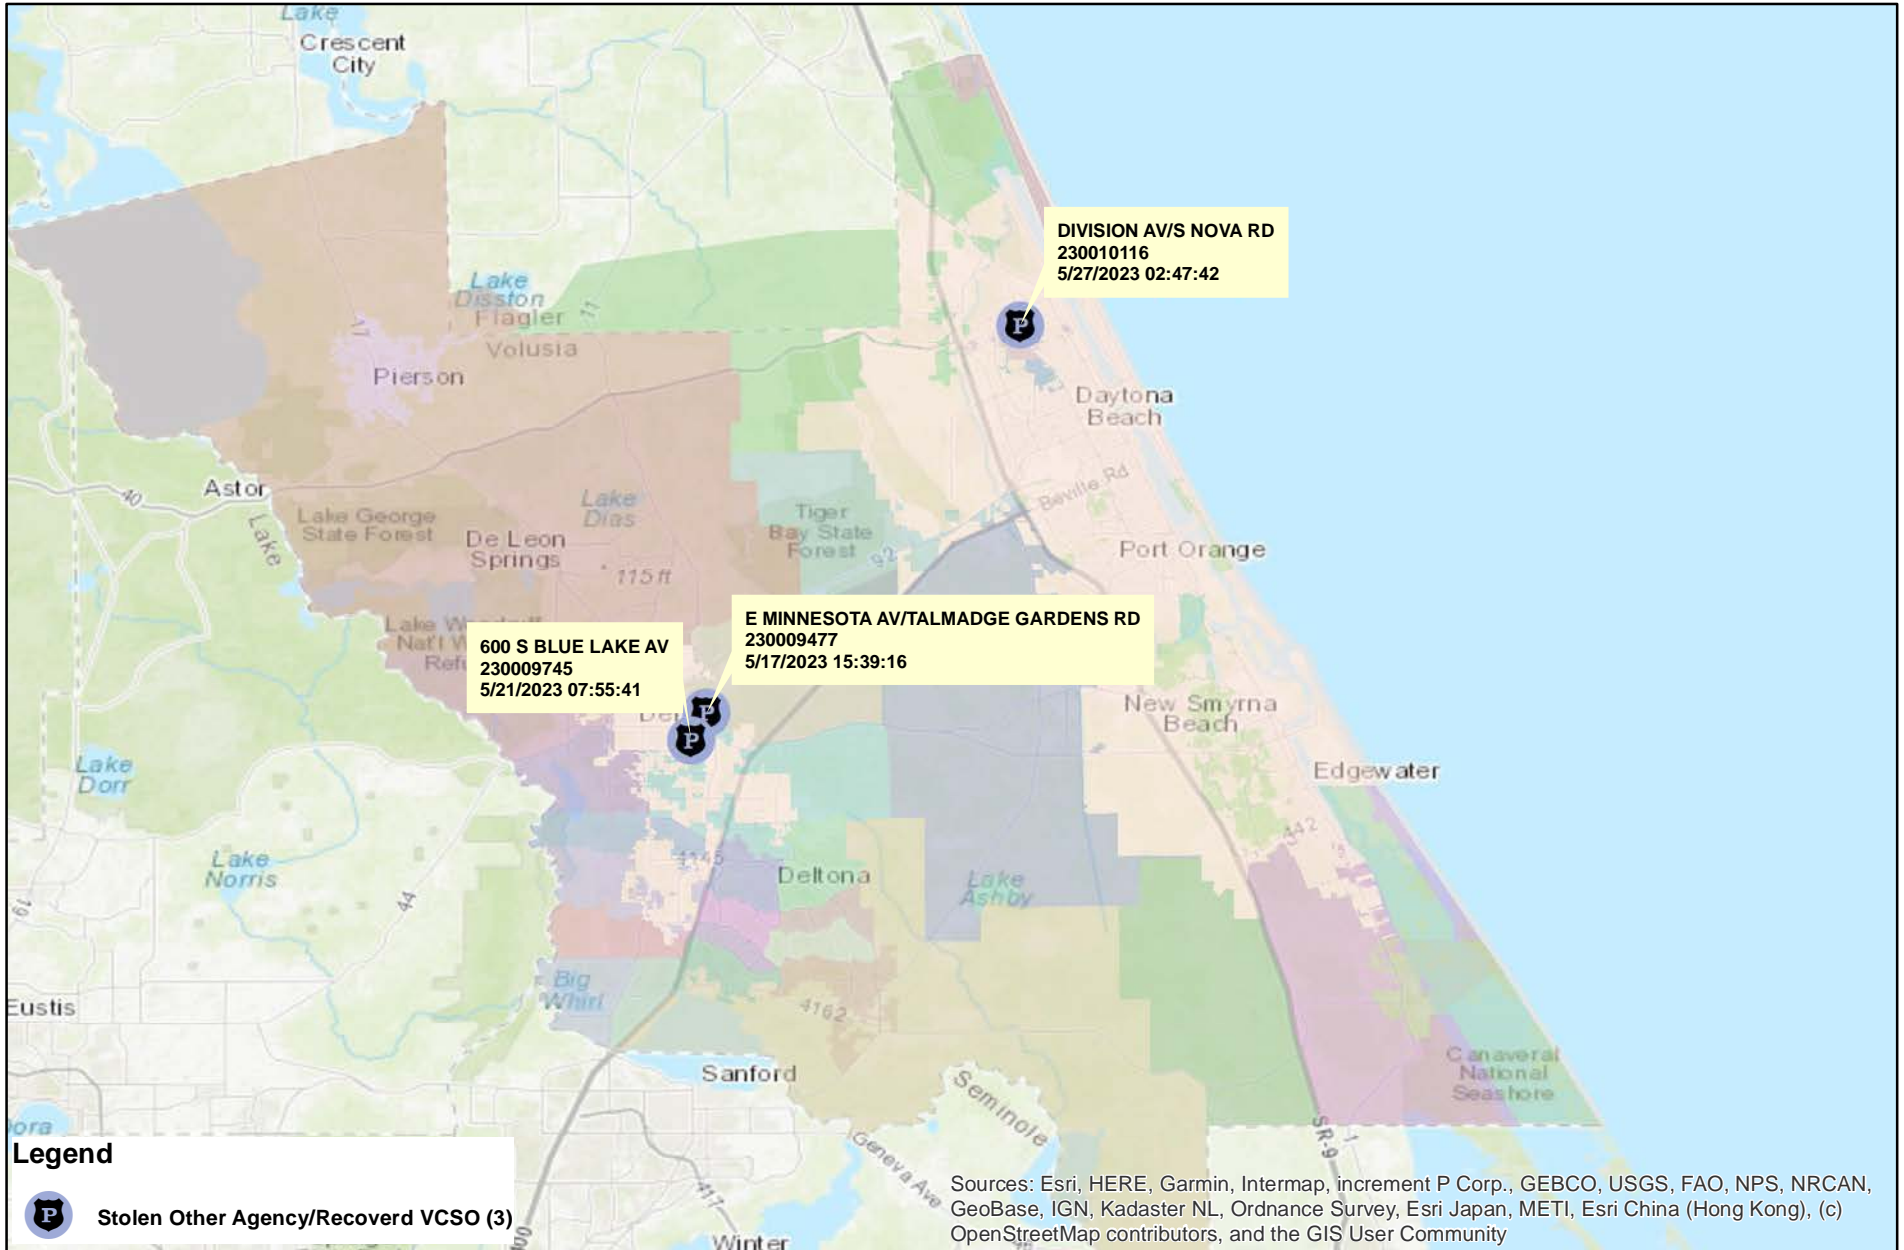 Lake
Crescent
City
DIVISION AV/S NOVA RD
230010116
5/27/2023 02:47:42
Lake
Disston
Flagler
11
17
Volusia
Pierson
Daytona
Beach
Beville Rd
Astor
40
Lake
Lake George
State Forest
Lake
Dias
De Leon
Springs
115 ft
Tiger
Bay State
Forest
92
Port Orange
E MINNESOTA AV/TALMADGE GARDENS RD
230009477
5/17/2023 15:39:16
600 S BLUE LAKE AV
230009745
5/21/2023 07:55:41
Nat'l
New Smyrna
Beach
Edgewater
442
Lake
Dorr
Lake
Norris
44
19
4145
Deltona
Lake
Ashby
Big
Whirl
4162
Eustis
Sanford
Seminole
Geneva Ave
417
Canaveral
National
Seashore
SR-9
1
Winter
Legend
P Stolen Other Agency/Recoverd VCSO (3)
Sources: Esri, HERE, Garmin, Intermap, increment P Corp., GEBCO, USGS, FAO, NPS, NRCAN,
GeoBase, IGN, Kadaster NL, Ordnance Survey, Esri Japan, METI, Esri China (Hong Kong), (c)
OpenStreetMap contributors, and the GIS User Community